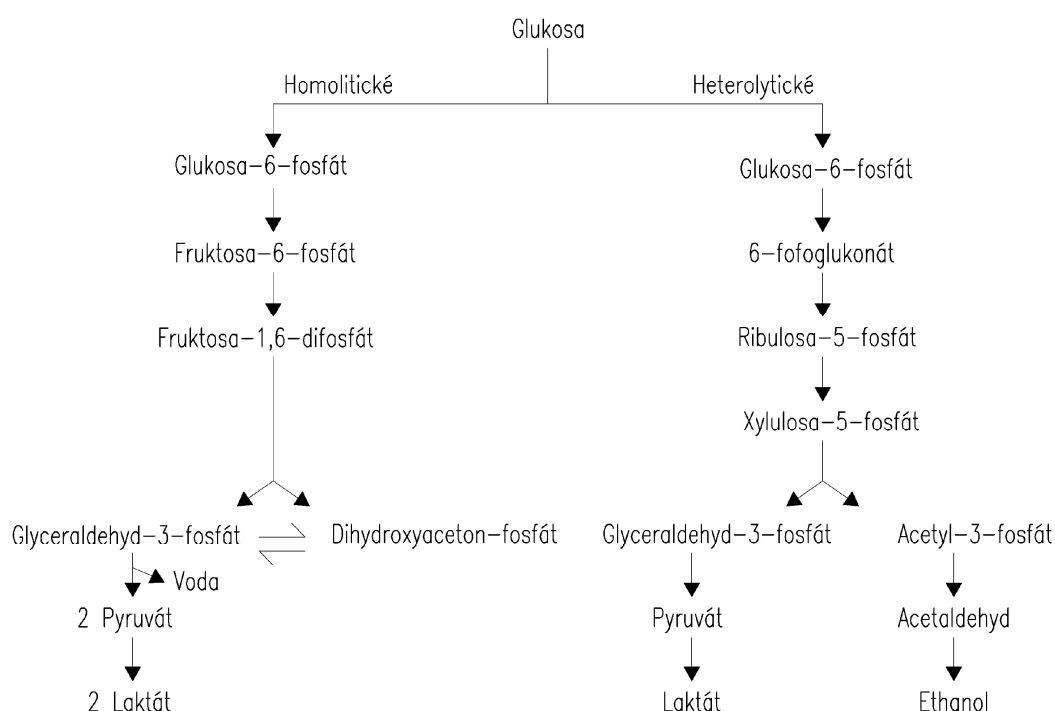 Glukosa
Homolitické
Heterolytické
Glukosa-6-fosfát
Glukosa-6-fosfát
Fruktosa-6-fosfát
6-fofoglukonát
Fruktosa-1,6-difosfát
Ribulosa-5-fosfát
Xylulosa-5-fosfát
Glyceraldehyd-3-fosfát
Dihydroxyaceton-fosfát
Glyceraldehyd-3-fosfát
Acetyl-3-fosfát
Voda
2 Pyruvát
Pyruvát
Acetaldehyd
2 Laktát
Laktát
Ethanol